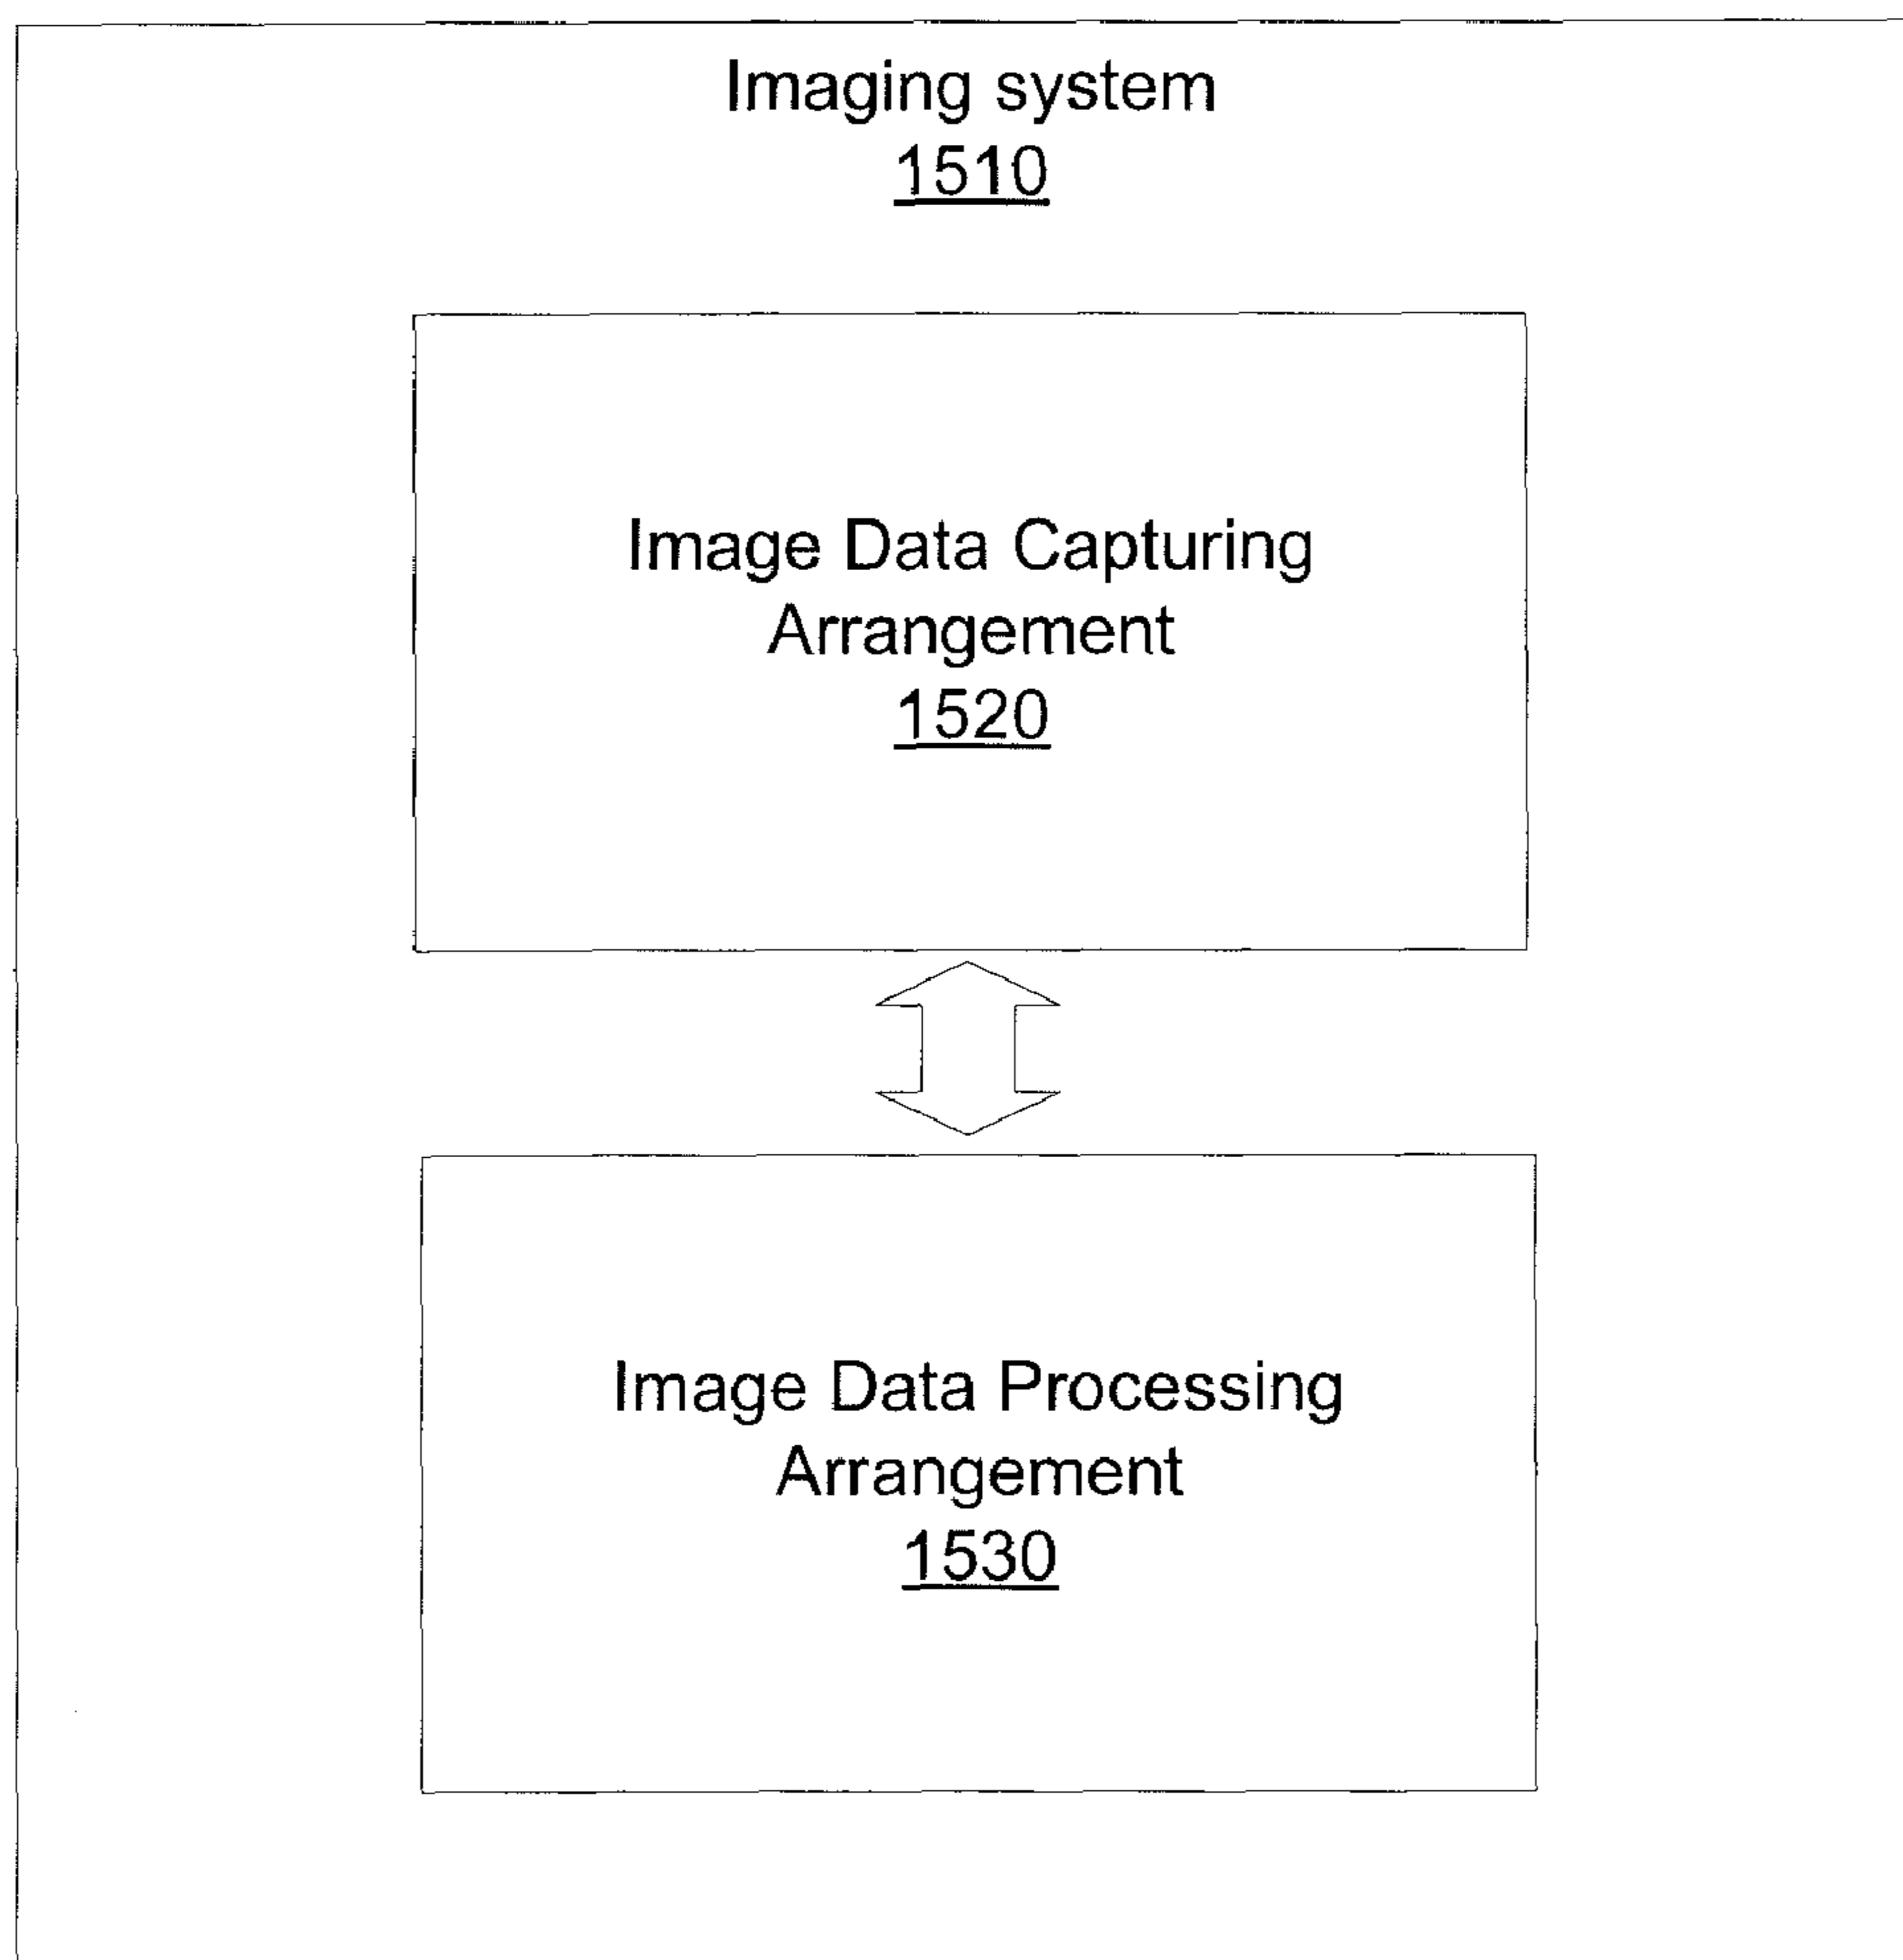 Imaging system
1510
Image Data Capturing
Arrangement
1520
Image Data Processing
Arrangement
1530